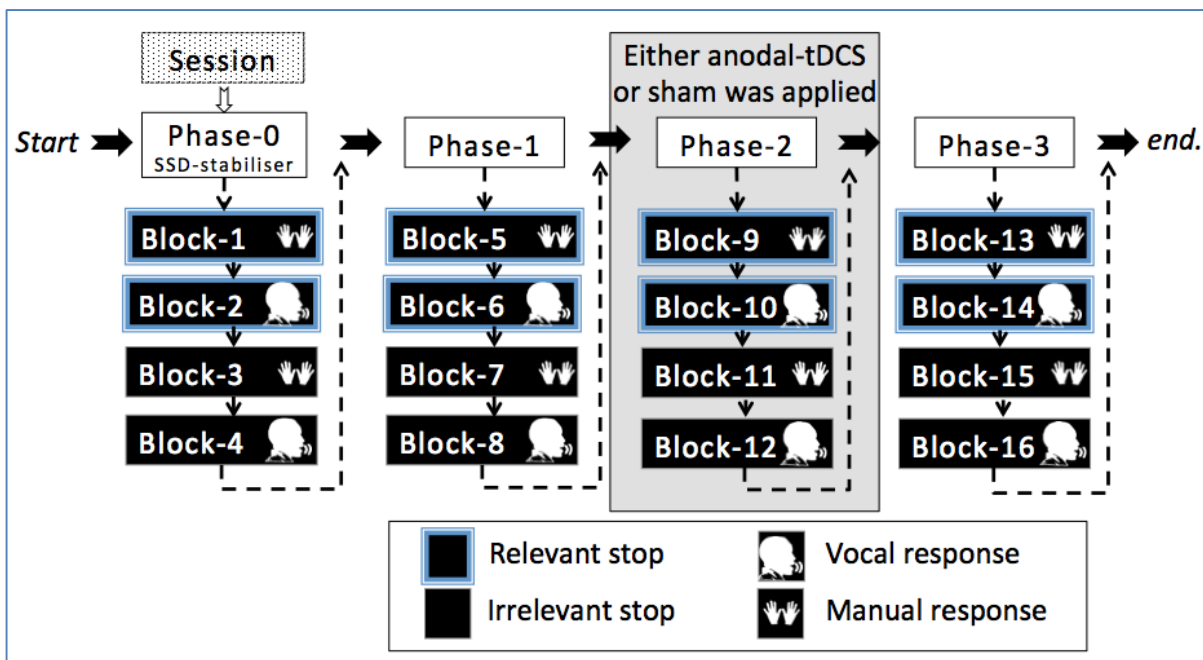 Session
Either anodal-tDCS
or sham was applied
Start
Phase-0
SSD-stabiliser
Phase-1
Phase-2
Phase-3
end.
Block-1
Block-5
Block-9
Block-13
Block-2
Block-6
Block-10
Block-14
Block-3
Block-7
Block-11
Block-15
Block-4
Block-8
Block-12
Block-16
Relevant stop
Vocal response
Irrelevant stop
Manual response